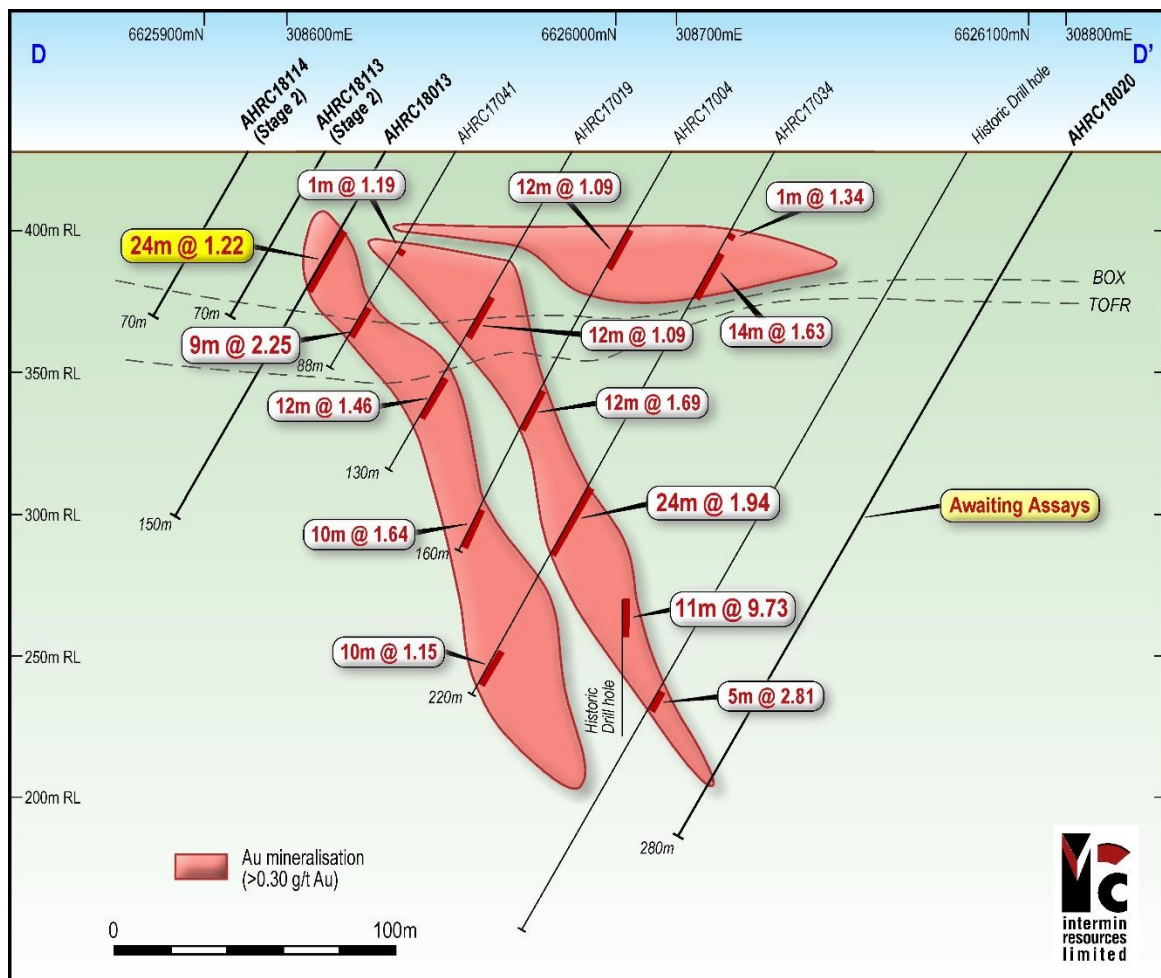 6625900mN
308600mE
6626000mN
308700mE
6626100mN
308800mE
D
D'
AHRC18114
(Stage 2)
AHRC18113
(Stage 2)
AHRC18013
AHRC17041
AHRC17019
AHRC17004
AHRC17034
Historic Drill hole
AHRC18020
1m @ 1.19
12m @ 1.09
1m @ 1.34
400m RL
24m @ 1.22
BOX
TOFR
70m
70m
9m @ 2.25
12m @ 1.09
14m @ 1.63
350m RL
88m
12m @ 1.46
12m @ 1.69
130m
300m RL
150m
24m @ 1.94
Awaiting Assays
10m @ 1.64
160m
11m @ 9.73
250m RL
10m @ 1.15
220m
Historic
Drill hole
5m @ 2.81
200m RL
280m
Au mineralisation
(>0.30 g/t Au)
0
100m
intermin
resources
limited